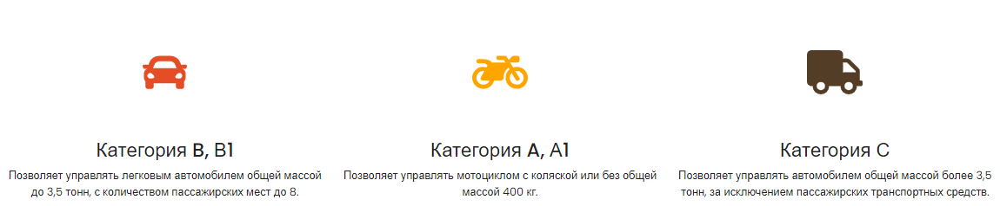 Категория B, B1
Позволяет управлять легковым автомобилем общей массой
до 3,5 тонн, с количеством пассажирских мест до 8.
Категория A, A1
Позволяет управлять мотоциклом с коляской или без общей
массой 400 кг.
Категория С
Позволяет управлять автомобилем общей массой более 3,5
тонн, за исключением пассажирских транспортных средств.